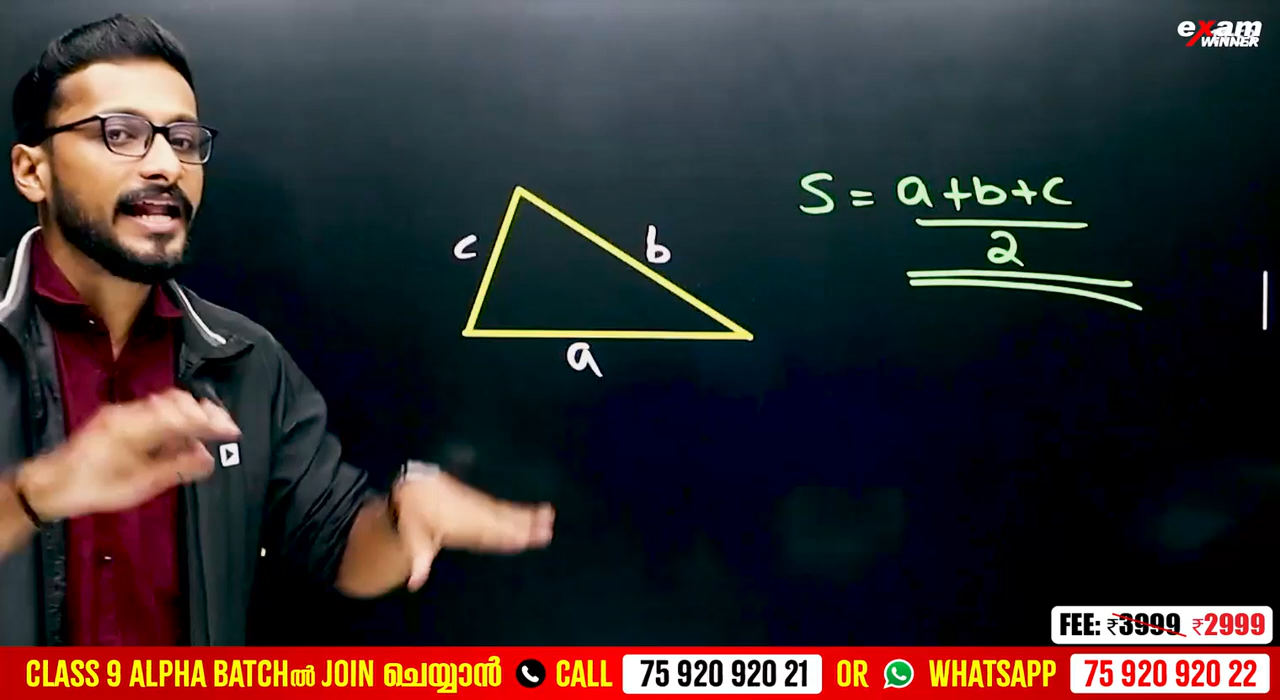 exam
WINNER
S = a+b+c
2
c
b
a
FEE: ₹3999 ₹2999
CLASS 9 ALPHA BATCHൽ JOIN ചെയ്യാൻ CALL 75 920 920 21 OR WHATSAPP 75 920 920 22